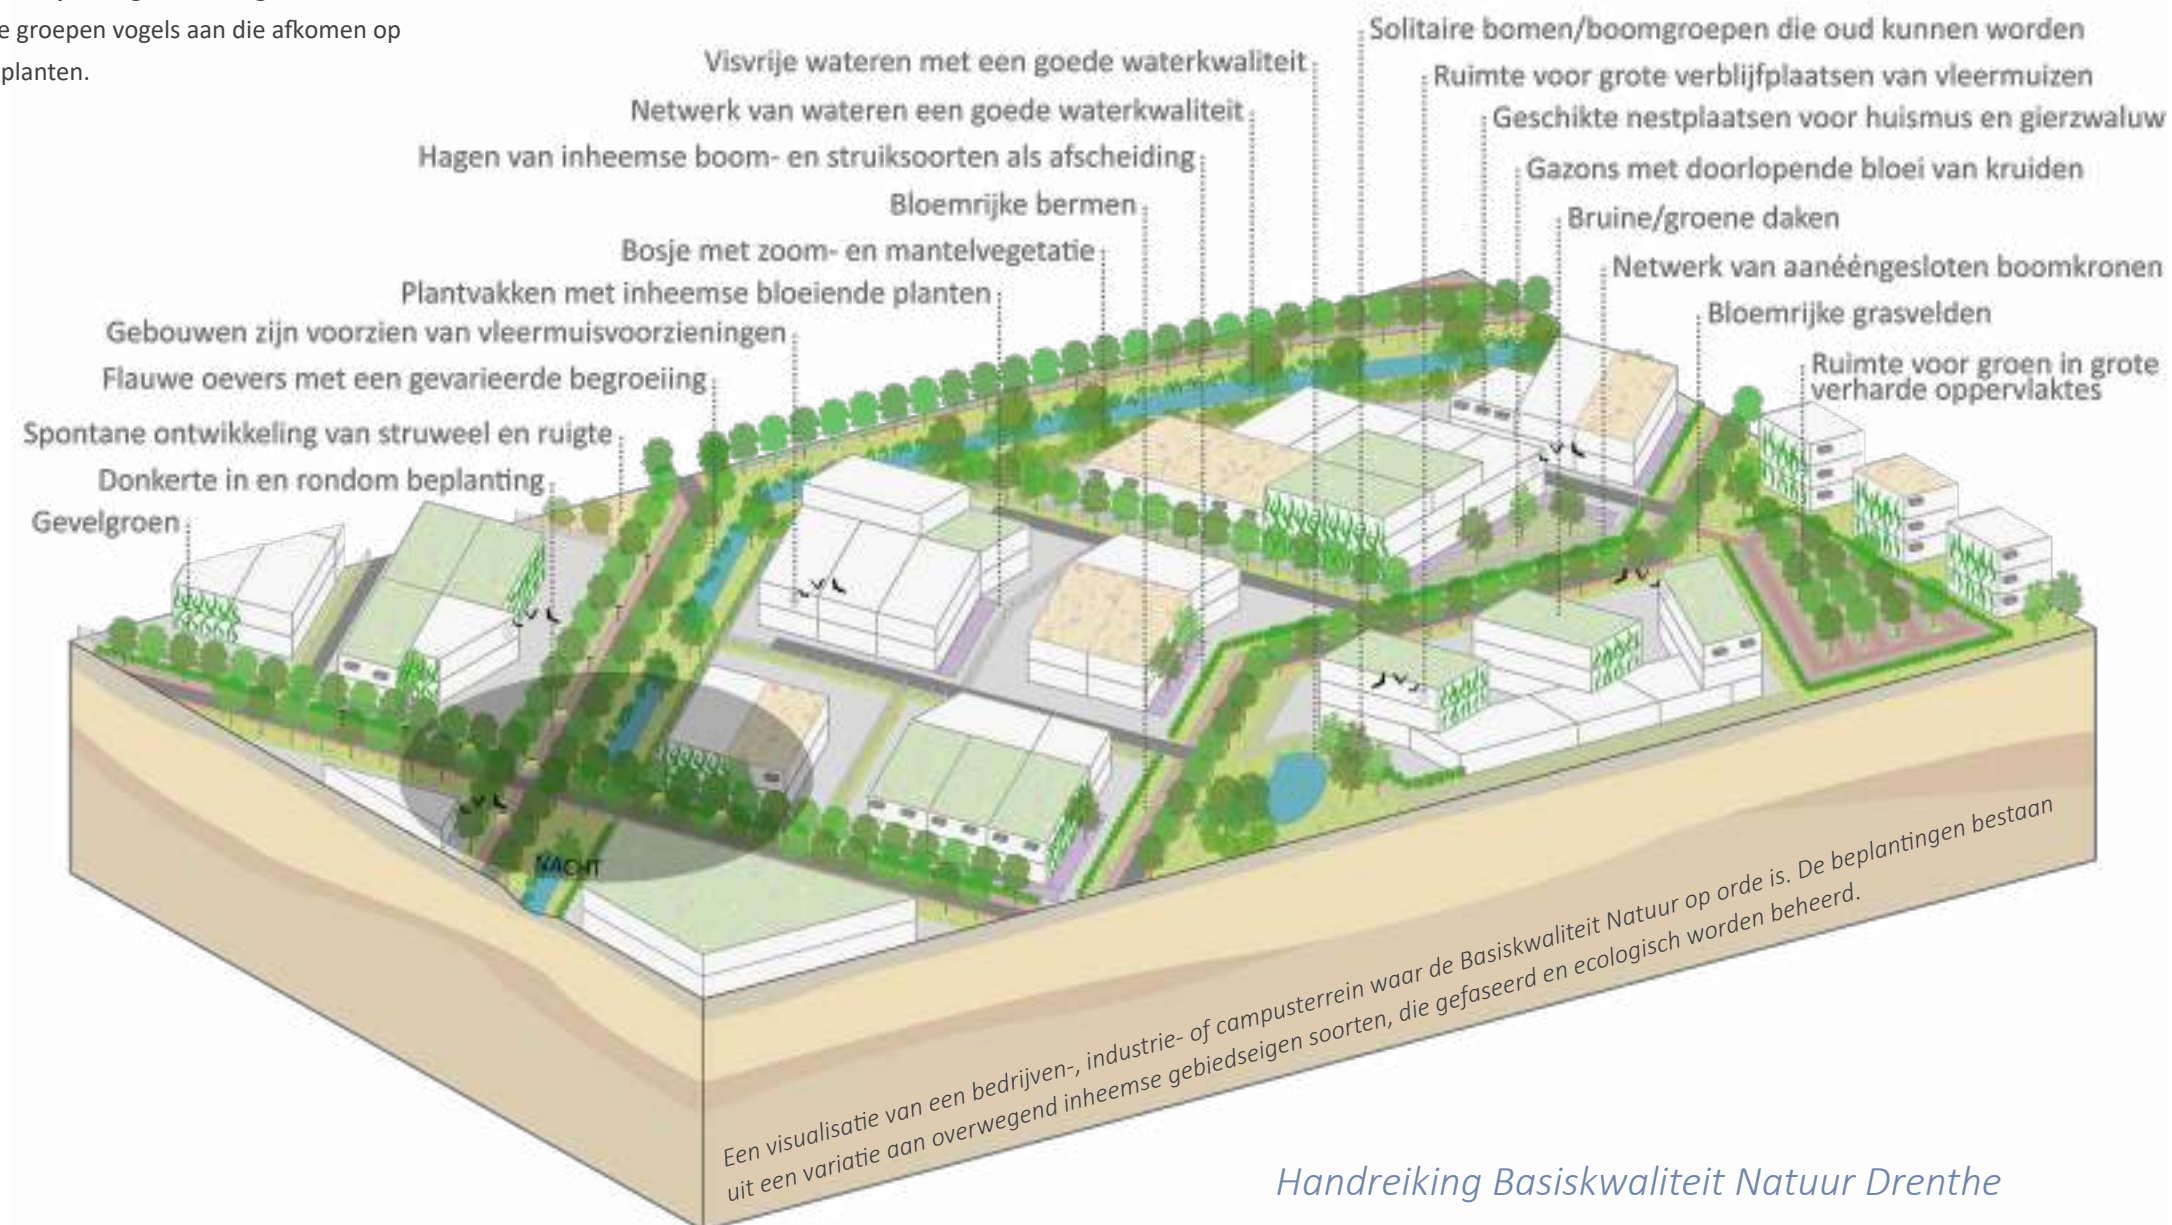 e groepen vogels aan die afkomen op
planten.
Solitaire bomen/boomgroepen die oud kunnen worden
Visvrije wateren met een goede waterkwaliteit
Ruimte voor grote verblijfplaatsen van vleermuizen
Netwerk van wateren een goede waterkwaliteit
Geschikte nestplaatsen voor huismus en gierzwaluw
Hagen van inheemse boom- en struiksoorten als afscheiding
Gazons met doorlopende bloei van kruiden
Bloemrijke bermen
Bruine/groene daken
Bosje met zoom- en mantelvegetatie
Netwerk van aanééngesloten boomkronen
Plantvakken met inheemse bloeiende planten
Bloemrijke grasvelden
Gebouwen zijn voorzien van vleermuisvoorzieningen
Ruimte voor groen in grote
verharde oppervlaktes
Flauwe oevers met een gevarieerde begroeiing
Spontane ontwikkeling van struweel en ruigte
Donkerte in en rondom beplanting
Gevelgroen
NACHT
Een visualisatie van een bedrijven-, industrie- of campusterrein waar de Basiskwaliteit Natuur op orde is. De beplantingen bestaan
uit een variatie aan overwegend inheemse gebiedseigen soorten, die gefaseerd en ecologisch worden beheerd.
Handreiking Basiskwaliteit Natuur Drenthe